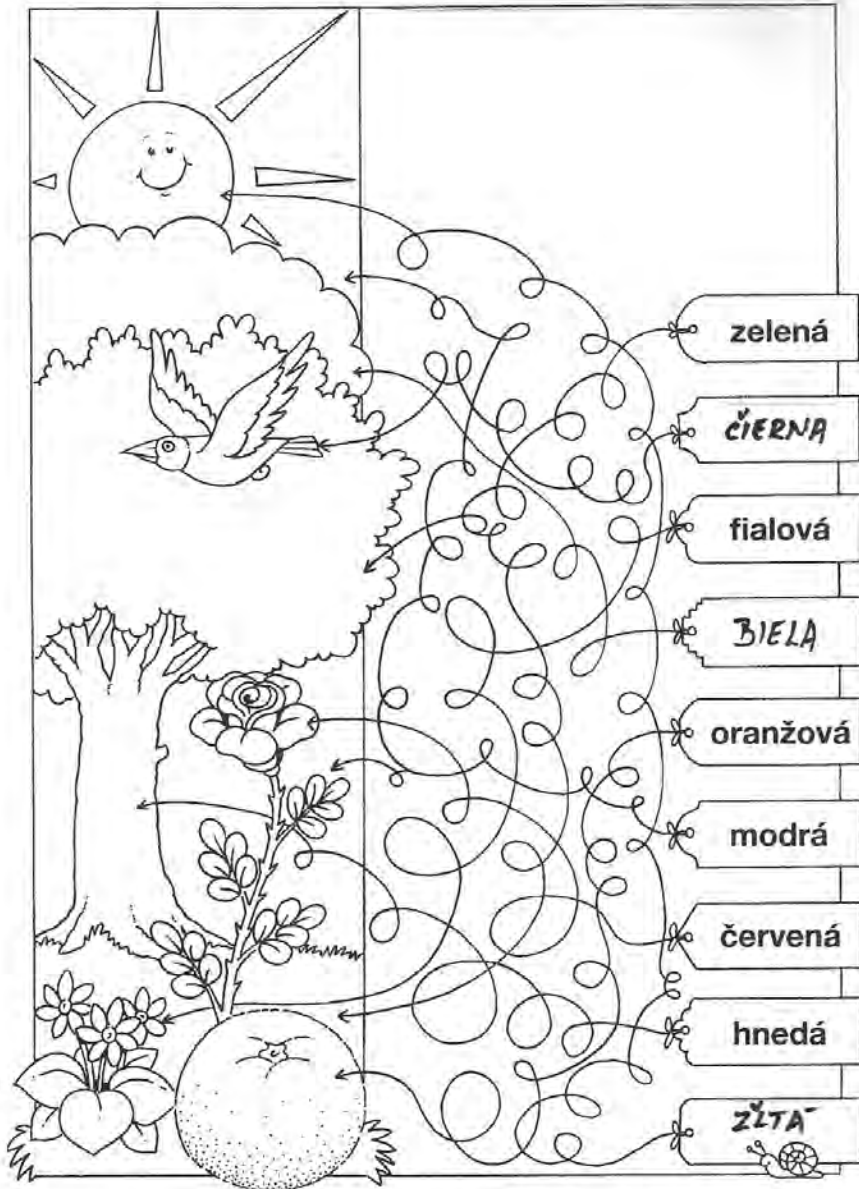 zelená
ČIERNA
fialová
BIELA
oranžová
modrá
červená
hnedá
ŽLTÁ